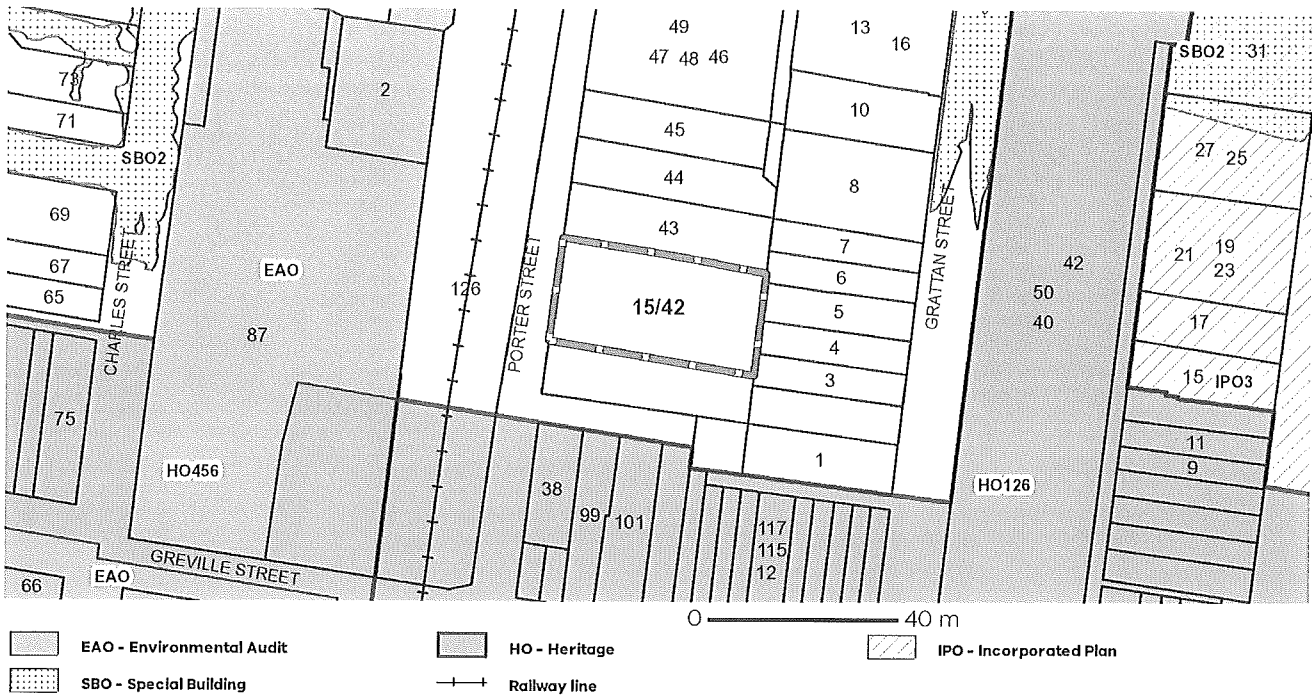 49
47 48 46
13
16
SBO2 31
2
73
71
45
10
27 25
SBO2
44
8
69
43
7
CHARLES STREET
67
EAO
126
PORTER STREET
6
GRATTAN STREET
42
21 19
23
65
15/42
5
50
87
4
40
17
3
15 IPO3
75
11
9
1
HO456
38
99
101
HO126
117
115
12
GREVILLE STREET
66
EAO
0 40 m
EAO - Environmental Audit
HO - Heritage
IPO - Incorporated Plan
SBO - Special Building
Railway line